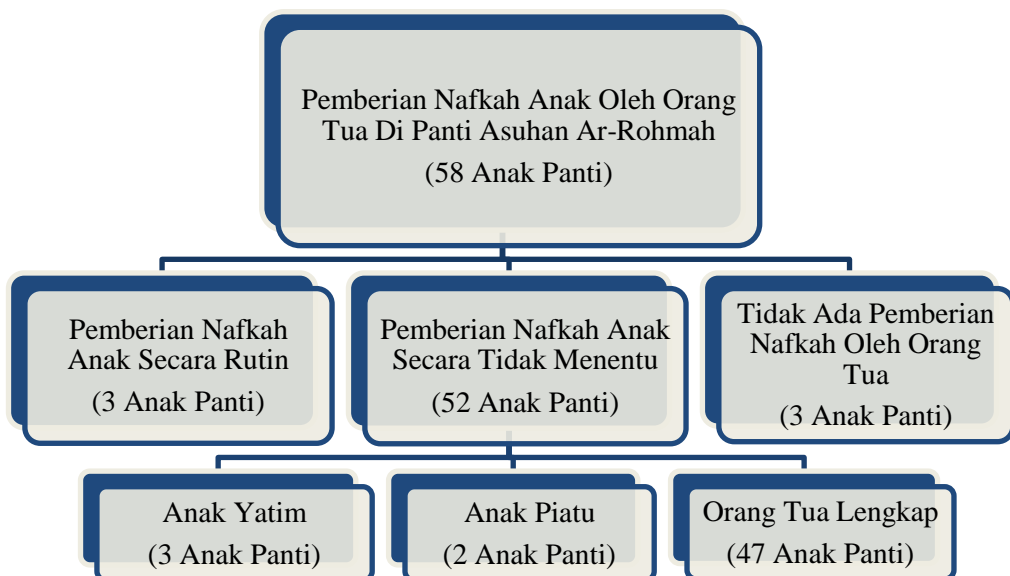 Pemberian Nafkah Anak Oleh Orang
Tua Di Panti Asuhan Ar-Rohmah
(58 Anak Panti)
Pemberian Nafkah
Anak Secara Rutin
(3 Anak Panti)
Pemberian Nafkah Anak
Secara Tidak Menentu
(52 Anak Panti)
Tidak Ada Pemberian
Nafkah Oleh Orang
Tua
(3 Anak Panti)
Anak Yatim
(3 Anak Panti)
Anak Piatu
(2 Anak Panti)
Orang Tua Lengkap
(47 Anak Panti)